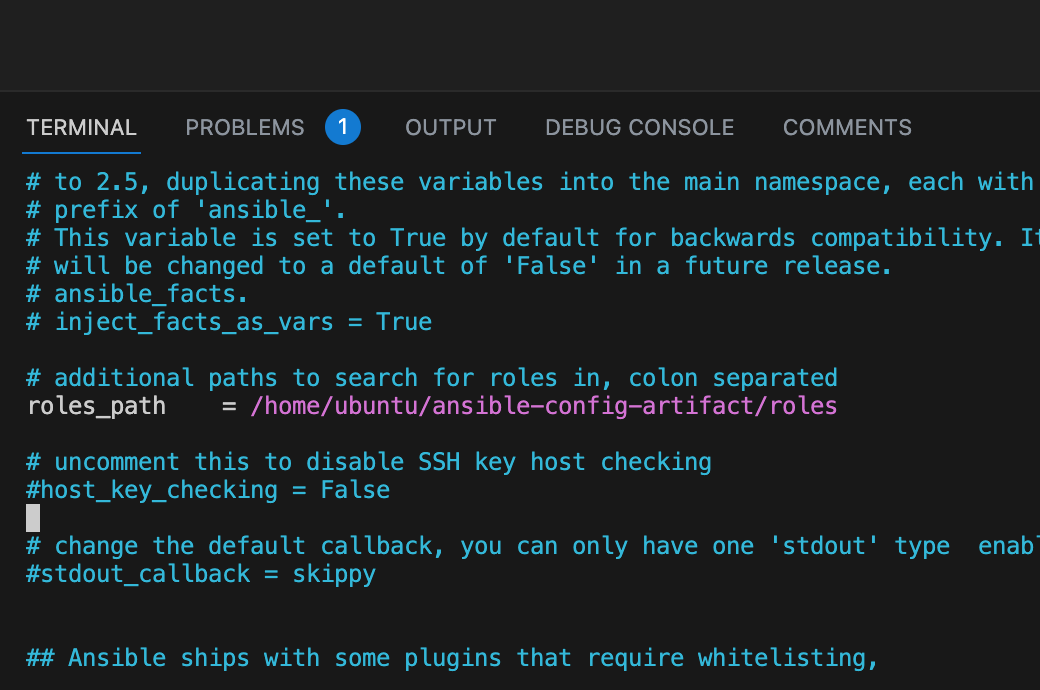 TERMINAL PROBLEMS 1 OUTPUT DEBUG CONSOLE COMMENTS
# to 2.5, duplicating these variables into the main namespace, each with
# prefix of 'ansible_'.
# This variable is set to True by default for backwards compatibility. It
# will be changed to a default of 'False' in a future release.
# ansible_facts.
# inject_facts_as_vars = True
# additional paths to search for roles in, colon separated
roles_path    = /home/ubuntu/ansible-config-artifact/roles
# uncomment this to disable SSH key host checking
#host_key_checking = False
# change the default callback, you can only have one 'stdout' type  enabl
#stdout_callback = skippy
## Ansible ships with some plugins that require whitelisting,